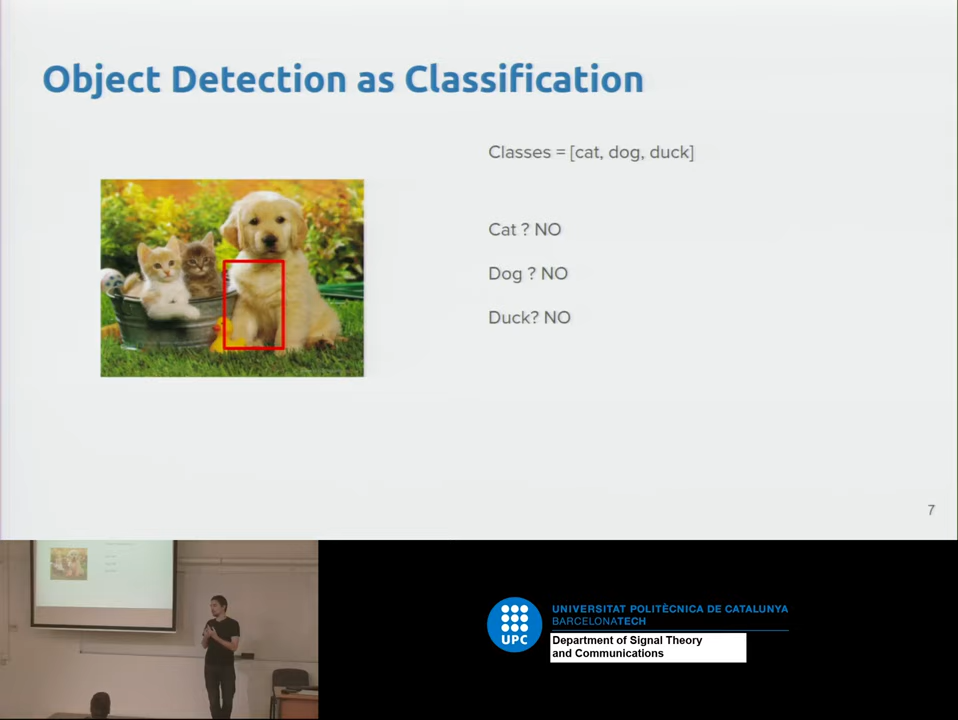 Object Detection as Classification
Classes = [cat, dog, duck]
Cat ? NO
Dog ? NO
Duck? NO
7
UPC
UNIVERSITAT POLITÈCNICA DE CATALUNYA
BARCELONATECH
Department of Signal Theory
and Communications